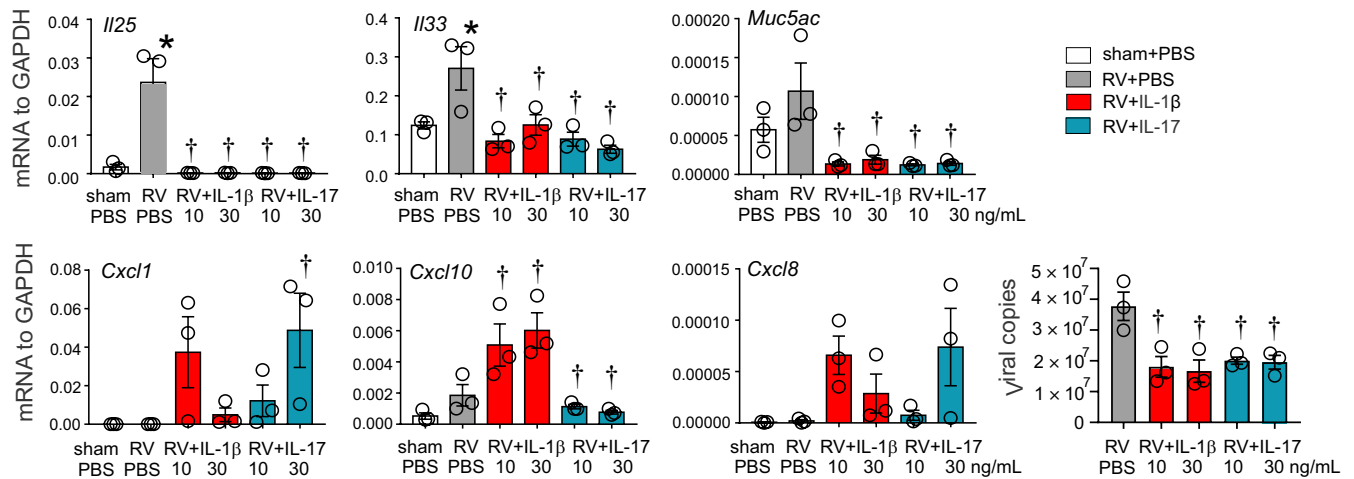 Il25
mRNA to GAPDH
0.04
0.03
0.02
0.01
0.00
*
† † † †
sham RV RV+IL-1β RV+IL-17
PBS PBS 10 30 10 30
Il33
0.4
0.3
0.2
0.1
0.0
*
† † † †
sham RV RV+IL-1β RV+IL-17
PBS PBS 10 30 10 30
Muc5ac
0.00020
0.00015
0.00010
0.00005
0.00000
† † † †
sham RV RV+IL-1β RV+IL-17
PBS PBS 10 30 10 30 ng/mL
sham+PBS
RV+PBS
RV+IL-1β
RV+IL-17
Cxcl1
mRNA to GAPDH
0.08
0.06
0.04
0.02
0.00
†
sham RV RV+IL-1β RV+IL-17
PBS PBS 10 30 10 30
Cxcl10
0.010
0.008
0.006
0.004
0.002
0.000
† † † †
sham RV RV+IL-1β RV+IL-17
PBS PBS 10 30 10 30
Cxcl8
0.00015
0.00010
0.00005
0.00000
sham RV RV+IL-1β RV+IL-17
PBS PBS 10 30 10 30 ng/mL
Viral copies
5 × 10⁷
4 × 10⁷
3 × 10⁷
2 × 10⁷
1 × 10⁷
† † † †
RV RV+IL-1β RV+IL-17
PBS 10 30 10 30 ng/mL